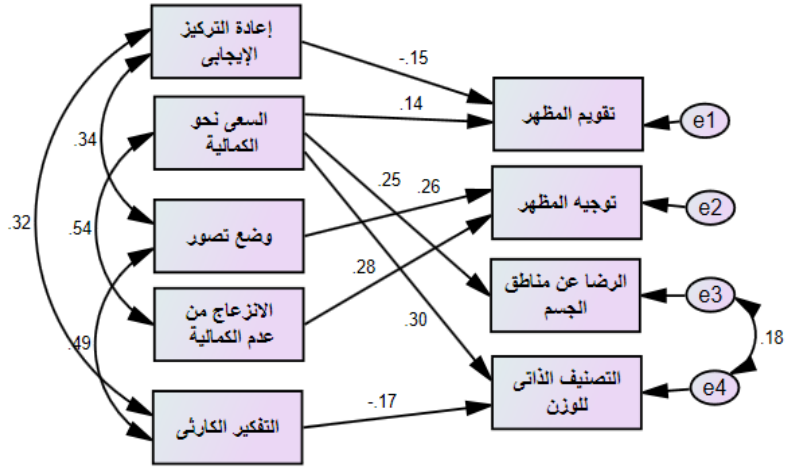 إعادة التركيز
الإيجابى
-.15
تقويم المظهر
e1
السعى نحو
الكمالية
.14
.34
.25
.26
توجيه المظهر
e2
.32
.54
وضع تصور
.28
الرضا عن مناطق
الجسم
e3
الانزعاج من
عدم الكمالية
.30
.18
.49
التصنيف الذاتى
للوزن
e4
-.17
التفكير الكارثى